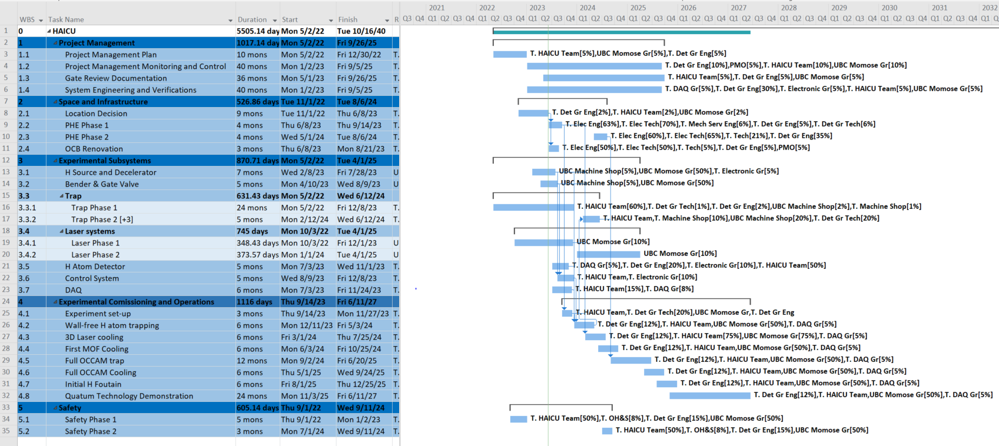 2021 2022 2023 2024 2025 2026 2027 2028 2029 2030 2031 2032
WBS Task Name Duration Start Finish R Q3 Q4 Q1 Q2 Q3 Q4 Q1 Q2 Q3 Q4 Q1 Q2 Q3 Q4 Q1 Q2 Q3 Q4 Q1 Q2 Q3 Q4 Q1 Q2 Q3 Q4 Q1 Q2 Q3 Q4 Q1 Q2 Q3 Q4 Q1 Q2 Q3 Q4 Q1 Q2 Q3 Q4 Q1 Q2 Q3 Q4 Q1 Q2
1 0 HAICU 5505.14 day Mon 5/2/22 Tue 10/16/40
2 1 Project Management 1017.14 day Mon 5/2/22 Fri 9/26/25
3 1.1 Project Management Plan 10 mons Mon 5/2/22 Fri 12/30/22 T. T. HAICU Team[5%],UBC Momose Gr[5%],T. Det Gr Eng[5%]
4 1.2 Project Management Monitoring and Control 40 mons Mon 1/2/23 Fri 9/5/25 T. T. Det Gr Eng[10%],PMO[5%],T. HAICU Team[10%],UBC Momose Gr[10%]
5 1.3 Gate Review Documentation 36 mons Mon 5/1/23 Fri 9/26/25 T. T. HAICU Team[5%],T. Det Gr Eng[5%],UBC Momose Gr[5%]
6 1.4 System Engineering and Verifications 40 mons Mon 1/2/23 Fri 9/5/25 T. T. DAQ Gr[5%],T. Det Gr Eng[30%],T. Electronic Gr[5%],T. HAICU Team[5%],UBC Momose Gr[5%]
7 2 Space and Infrastructure 526.86 days Tue 11/1/22 Tue 8/6/24
8 2.1 Location Decision 9 mons Tue 11/1/22 Thu 6/8/23 T. T. Det Gr Eng[2%],T. HAICU Team[2%],UBC Momose Gr[2%]
9 2.2 PHE Phase 1 4 mons Thu 6/8/23 Thu 9/14/23 T. T. Elec Eng[63%],T. Elec Tech[70%],T. Mech Serv Eng[6%],T. Det Gr Eng[5%],T. Det Gr Tech[6%]
10 2.3 PHE Phase 2 4 mons Wed 5/1/24 Tue 8/6/24 T. T. Elec Eng[60%],T. Elec Tech[65%],T. Tech[21%],T. Det Gr Eng[35%]
11 2.4 OCB Renovation 3 mons Thu 6/8/23 Mon 8/21/23 T. T. Elec Eng[50%],T. Elec Tech[50%],T. Tech[5%],T. Det Gr Eng[5%],PMO[5%]
12 3 Experimental Subsystems 870.71 days Mon 5/2/22 Tue 4/1/25
13 3.1 H Source and Decelerator 7 mons Wed 2/8/23 Fri 7/28/23 U UBC Machine Shop[5%],UBC Momose Gr[50%],T. Electronic Gr[5%]
14 3.2 Bender & Gate Valve 5 mons Mon 4/10/23 Wed 8/9/23 U UBC Machine Shop[5%],UBC Momose Gr[50%]
15 3.3 Trap 631.43 days Mon 5/2/22 Wed 6/12/24
16 3.3.1 Trap Phase 1 24 mons Mon 5/2/22 Fri 12/8/23 T. T. HAICU Team[60%],T. Det Gr Tech[1%],T. Det Gr Eng[2%],UBC Machine Shop[2%],T. Machine Shop[1%]
17 3.3.2 Trap Phase 2 [+3] 5 mons Mon 2/12/24 Wed 6/12/24 T. T. HAICU Team,T. Machine Shop[10%],UBC Machine Shop[20%],T. Det Gr Tech[20%]
18 3.4 Laser systems 745 days Mon 10/3/22 Tue 4/1/25
19 3.4.1 Laser Phase 1 348.43 days Mon 10/3/22 Fri 12/1/23 U UBC Momose Gr[10%]
20 3.4.2 Laser Phase 2 373.57 days Mon 1/1/24 Tue 4/1/25 U UBC Momose Gr[10%]
21 3.5 H Atom Detector 5 mons Mon 7/3/23 Wed 11/1/23 T. T. DAQ Gr[5%],T. Det Gr Eng[20%],T. Electronic Gr[10%],T. HAICU Team[50%]
22 3.6 Control System 5 mons Wed 8/9/23 Fri 12/8/23 T. T. HAICU Team,T. Electronic Gr[10%]
23 3.7 DAQ 6 mons Mon 7/3/23 Fri 11/24/23 T. T. HAICU Team[15%],T. DAQ Gr[8%]
24 4 Experimental Comissioning and Operations 1116 days Thu 9/14/23 Fri 6/11/27
25 4.1 Experiment set-up 3 mons Thu 9/14/23 Mon 11/27/23 T. T. HAICU Team,T. Det Gr Tech[20%],UBC Momose Gr,T. Det Gr Eng
26 4.2 Wall-free H atom trapping 6 mons Mon 12/11/23 Fri 5/3/24 T. T. Det Gr Eng[12%],T. HAICU Team,UBC Momose Gr[50%],T. DAQ Gr[5%]
27 4.3 3D Laser cooling 6 mons Fri 3/1/24 Thu 7/25/24 T. T. Det Gr Eng[12%],T. HAICU Team[75%],UBC Momose Gr[75%],T. DAQ Gr[5%]
28 4.4 First MOF Cooling 6 mons Mon 6/3/24 Fri 10/25/24 T. T. Det Gr Eng[12%],T. HAICU Team,UBC Momose Gr[50%],T. DAQ Gr[5%]
29 4.5 Full OCCAM trap 12 mons Mon 9/2/24 Fri 6/20/25 T. T. Det Gr Eng[12%],T. HAICU Team,UBC Momose Gr[50%],T. DAQ Gr[5%]
30 4.6 Full OCCAM Cooling 6 mons Thu 5/1/25 Wed 9/24/25 T. T. Det Gr Eng[12%],T. HAICU Team,UBC Momose Gr[50%],T. DAQ Gr[5%]
31 4.7 Initial H Foutain 6 mons Fri 8/1/25 Thu 12/25/25 T. T. Det Gr Eng[12%],T. HAICU Team,UBC Momose Gr[50%],T. DAQ Gr[5%]
32 4.8 Quatum Technology Demonstration 24 mons Mon 11/3/25 Fri 6/11/27 T. T. Det Gr Eng[12%],T. HAICU Team,UBC Momose Gr[50%],T. DAQ Gr[5%]
33 5 Safety 605.14 days Thu 9/1/22 Wed 9/11/24
34 5.1 Safety Phase 1 5 mons Thu 9/1/22 Mon 1/2/23 T. T. HAICU Team[50%],T. OH&S[8%],T. Det Gr Eng[15%],UBC Momose Gr[50%]
35 5.2 Safety Phase 2 3 mons Mon 7/1/24 Wed 9/11/24 T. T. HAICU Team[50%],T. OH&S[8%],T. Det Gr Eng[15%],UBC Momose Gr[50%]